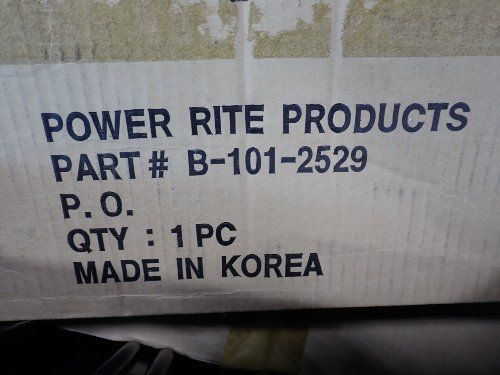 POWER RITE PRODUCTS
PART# B-101-2529
P. O.
QTY : 1 PC
MADE IN KOREA